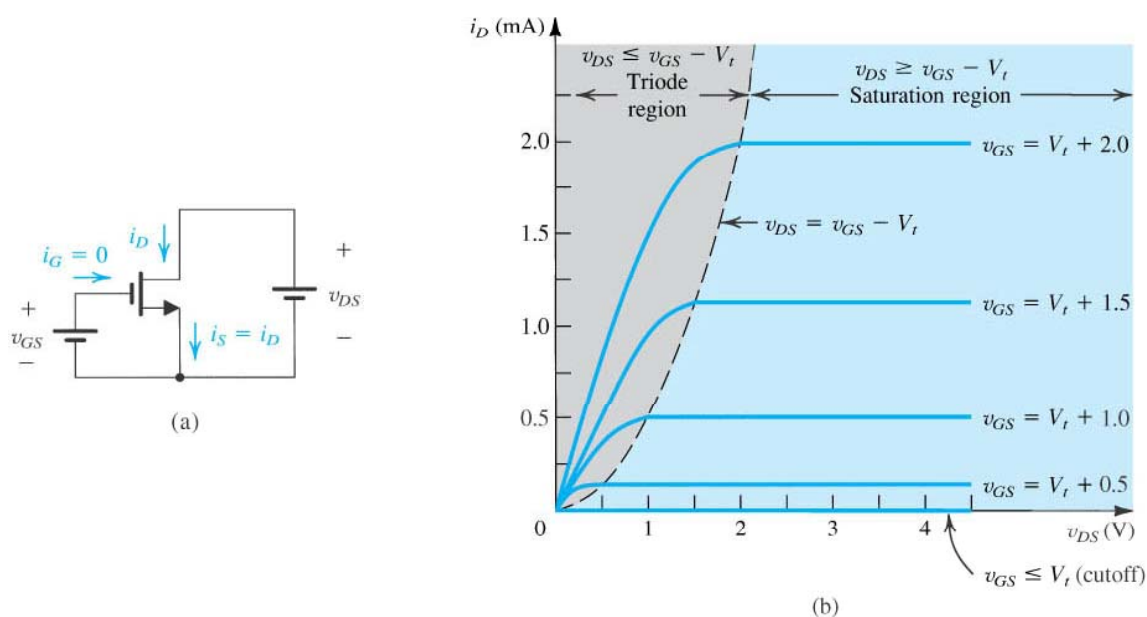 i_G = 0
i_D
+
v_GS
−
i_S = i_D
+
v_DS
−
(a)
i_D (mA)
v_DS ≤ v_GS − V_t
Triode
region
v_DS ≥ v_GS − V_t
Saturation region
2.0
1.5
1.0
0.5
0
v_GS = V_t + 2.0
v_DS = v_GS − V_t
v_GS = V_t + 1.5
v_GS = V_t + 1.0
v_GS = V_t + 0.5
1
2
3
4
v_DS (V)
v_GS ≤ V_t (cutoff)
(b)